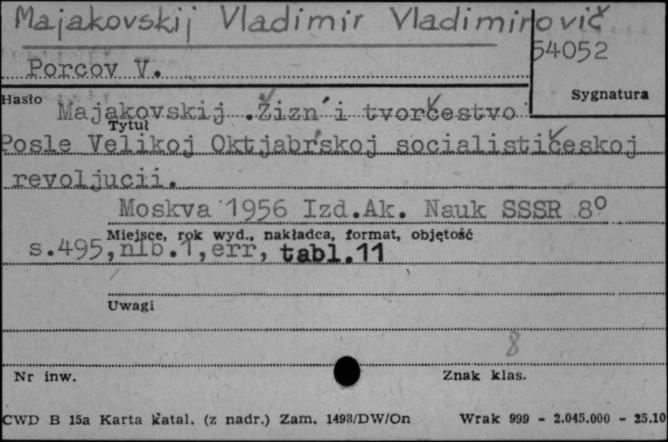 Majakovskij Vladimir Vladimirovič
54052
Porcov V.
Hasło
Sygnatura
Majakovskij .Žizn´i tvorčestvo
Tytuł
Posle Velikoj Oktjabŕskoj socialističeskoj
revoljucii.
Moskva 1956 Izd.Ak. Nauk SSSR 8º
Miejsce, rok wyd., nakładca, format, objętość
s.495,nlb.1,err, tabl.11
Uwagi
8
Nr inw.
Znak klas.
CWD B 15a Karta katal. (z nadr.) Zam. 1493/DW/On Wrak 999 - 2.045.000 - 25.10